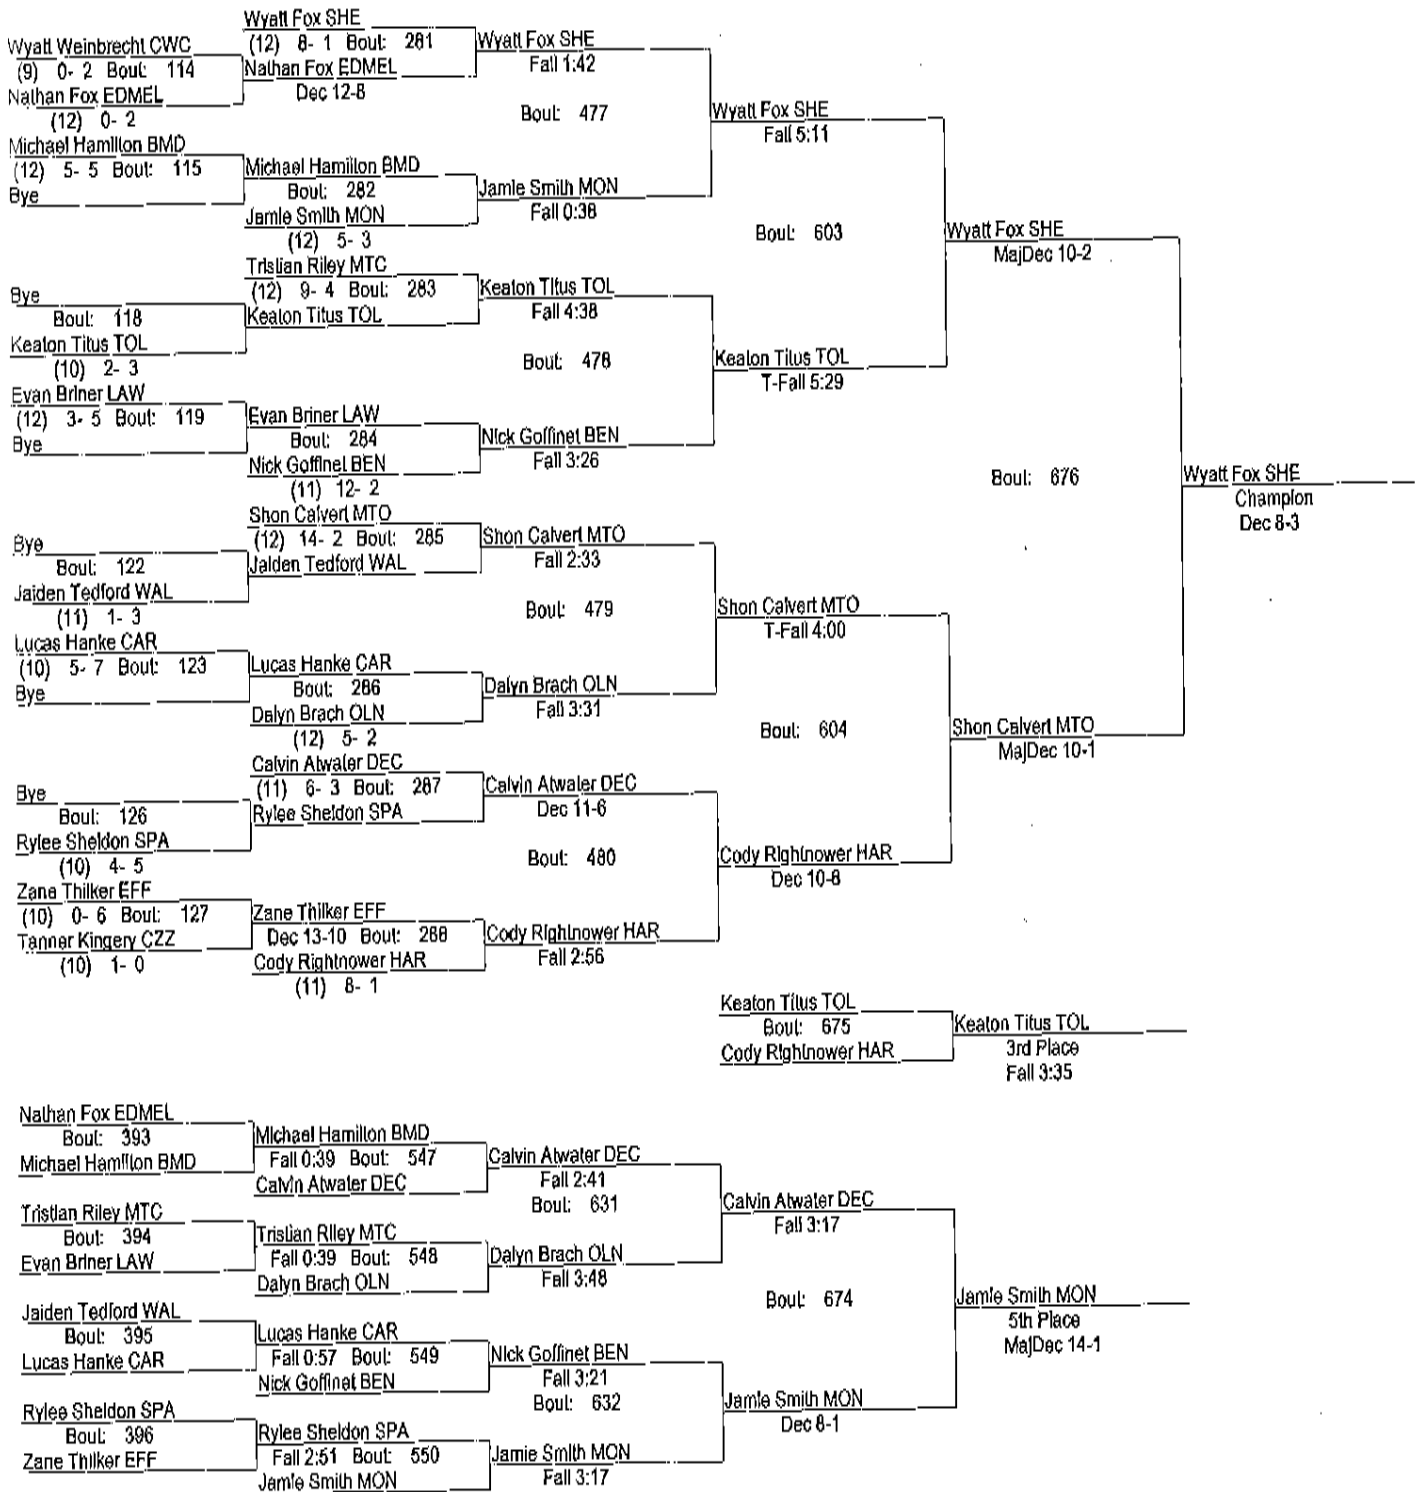 Wyatt Fox SHE
Wyatt Weinbrecht CWC
(12) 8- 1 Bout: 281
Wyatt Fox SHE
(9) 0- 2 Bout: 114
Nathan Fox EDMEL
Fall 1:42
Nathan Fox EDMEL
Dec 12-8
(12) 0- 2
Bout: 477
Wyatt Fox SHE
Fall 5:11
Michael Hamilton BMD
(12) 5- 5 Bout: 115
Michael Hamilton BMD
Bye
Bout: 282
Jamie Smith MON
Jamie Smith MON
Fall 0:38
(12) 5- 3
Bout: 603
Wyatt Fox SHE
MajDec 10-2
Tristian Riley MTC
Bye
(12) 9- 4 Bout: 283
Keaton Titus TOL
Bout: 118
Keaton Titus TOL
Fall 4:38
Keaton Titus TOL
(10) 2- 3
Bout: 478
Keaton Titus TOL
T-Fall 5:29
Evan Briner LAW
(12) 3- 5 Bout: 119
Evan Briner LAW
Bye
Bout: 284
Nick Goffinet BEN
Nick Goffinet BEN
Fall 3:26
(11) 12- 2
Bout: 676
Wyatt Fox SHE
Champion
Dec 8-3
Shon Calvert MTO
Bye
(12) 14- 2 Bout: 285
Shon Calvert MTO
Bout: 122
Jaiden Tedford WAL
Fall 2:33
Jaiden Tedford WAL
(11) 1- 3
Bout: 479
Shon Calvert MTO
T-Fall 4:00
Lucas Hanke CAR
(10) 5- 7 Bout: 123
Lucas Hanke CAR
Bye
Bout: 286
Dalyn Brach OLN
Dalyn Brach OLN
Fall 3:31
(12) 5- 2
Bout: 604
Shon Calvert MTO
MajDec 10-1
Calvin Atwater DEC
Bye
(11) 6- 3 Bout: 287
Calvin Atwater DEC
Bout: 126
Rylee Sheldon SPA
Dec 11-6
Rylee Sheldon SPA
(10) 4- 5
Bout: 480
Cody Rightnower HAR
Dec 10-8
Zane Thilker EFF
(10) 0- 6 Bout: 127
Zane Thilker EFF
Tanner Kingery CZZ
Dec 13-10 Bout: 288
Cody Rightnower HAR
(10) 1- 0
Cody Rightnower HAR
Fall 2:56
(11) 8- 1
Keaton Titus TOL
Bout: 675
Keaton Titus TOL
Cody Rightnower HAR
3rd Place
Fall 3:35
Nathan Fox EDMEL
Bout: 393
Michael Hamilton BMD
Michael Hamilton BMD
Fall 0:39 Bout: 547
Calvin Atwater DEC
Calvin Atwater DEC
Fall 2:41
Bout: 631
Calvin Atwater DEC
Fall 3:17
Tristian Riley MTC
Bout: 394
Tristian Riley MTC
Evan Briner LAW
Fall 0:39 Bout: 548
Dalyn Brach OLN
Dalyn Brach OLN
Fall 3:48
Bout: 674
Jamie Smith MON
5th Place
MajDec 14-1
Jaiden Tedford WAL
Bout: 395
Lucas Hanke CAR
Lucas Hanke CAR
Fall 0:57 Bout: 549
Nick Goffinet BEN
Nick Goffinet BEN
Fall 3:21
Bout: 632
Jamie Smith MON
Dec 8-1
Rylee Sheldon SPA
Bout: 396
Rylee Sheldon SPA
Zane Thilker EFF
Fall 2:51 Bout: 550
Jamie Smith MON
Jamie Smith MON
Fall 3:17